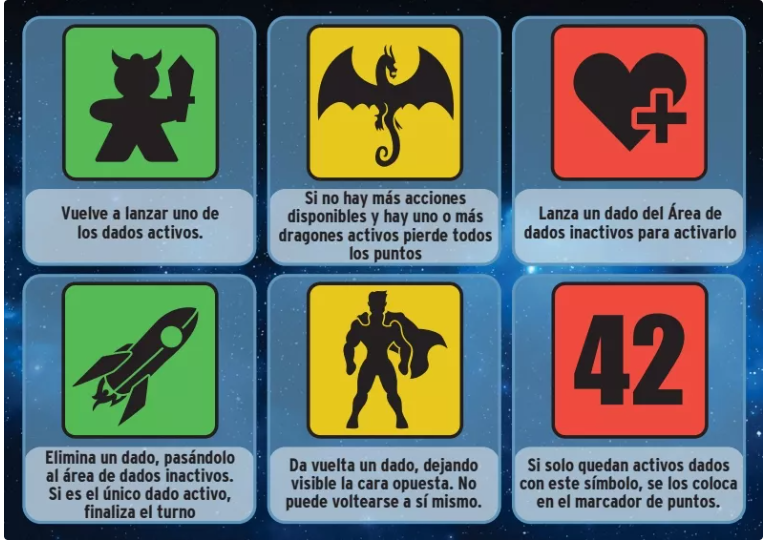 Vuelve a lanzar uno de
los dados activos.
Si no hay más acciones
disponibles y hay uno o más
dragones activos pierde todos
los puntos
Lanza un dado del Área de
dados inactivos para activarlo
Elimina un dado, pasándolo
al área de dados inactivos.
Si es el único dado activo,
finaliza el turno
Da vuelta un dado, dejando
visible la cara opuesta. No
puede voltearse a sí mismo.
42
Si solo quedan activos dados
con este símbolo, se los coloca
en el marcador de puntos.